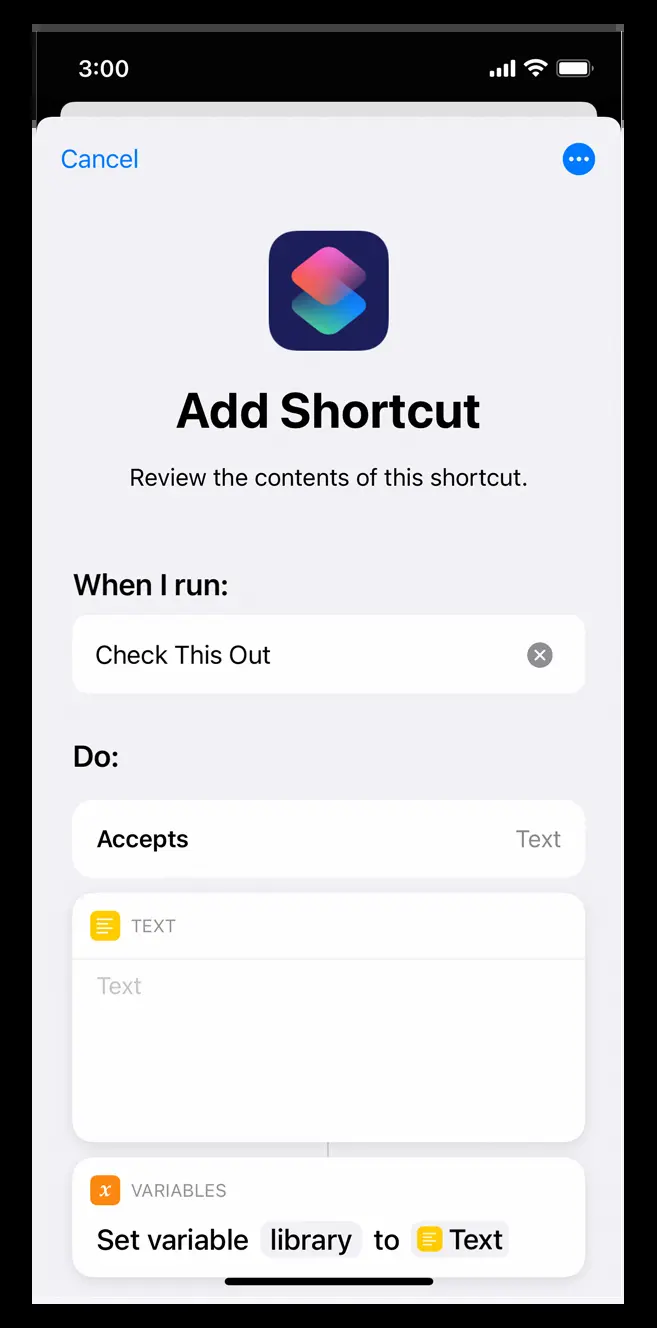 3:00
Cancel
Add Shortcut
Review the contents of this shortcut.
When I run:
Check This Out
Do:
Accepts Text
TEXT
Text
x VARIABLES
Set variable library to Text